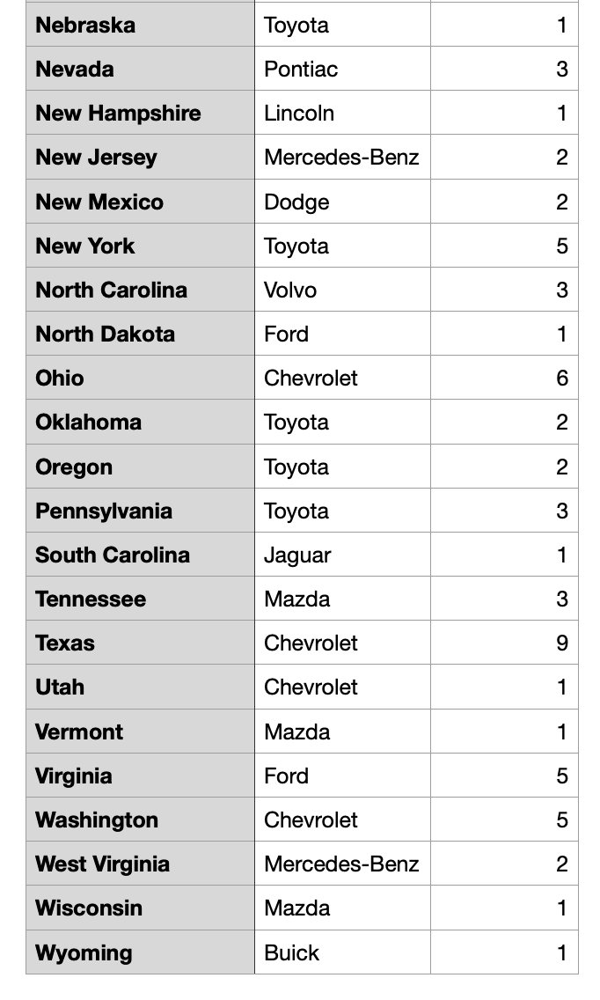 Nebraska Toyota 1
Nevada Pontiac 3
New Hampshire Lincoln 1
New Jersey Mercedes-Benz 2
New Mexico Dodge 2
New York Toyota 5
North Carolina Volvo 3
North Dakota Ford 1
Ohio Chevrolet 6
Oklahoma Toyota 2
Oregon Toyota 2
Pennsylvania Toyota 3
South Carolina Jaguar 1
Tennessee Mazda 3
Texas Chevrolet 9
Utah Chevrolet 1
Vermont Mazda 1
Virginia Ford 5
Washington Chevrolet 5
West Virginia Mercedes-Benz 2
Wisconsin Mazda 1
Wyoming Buick 1